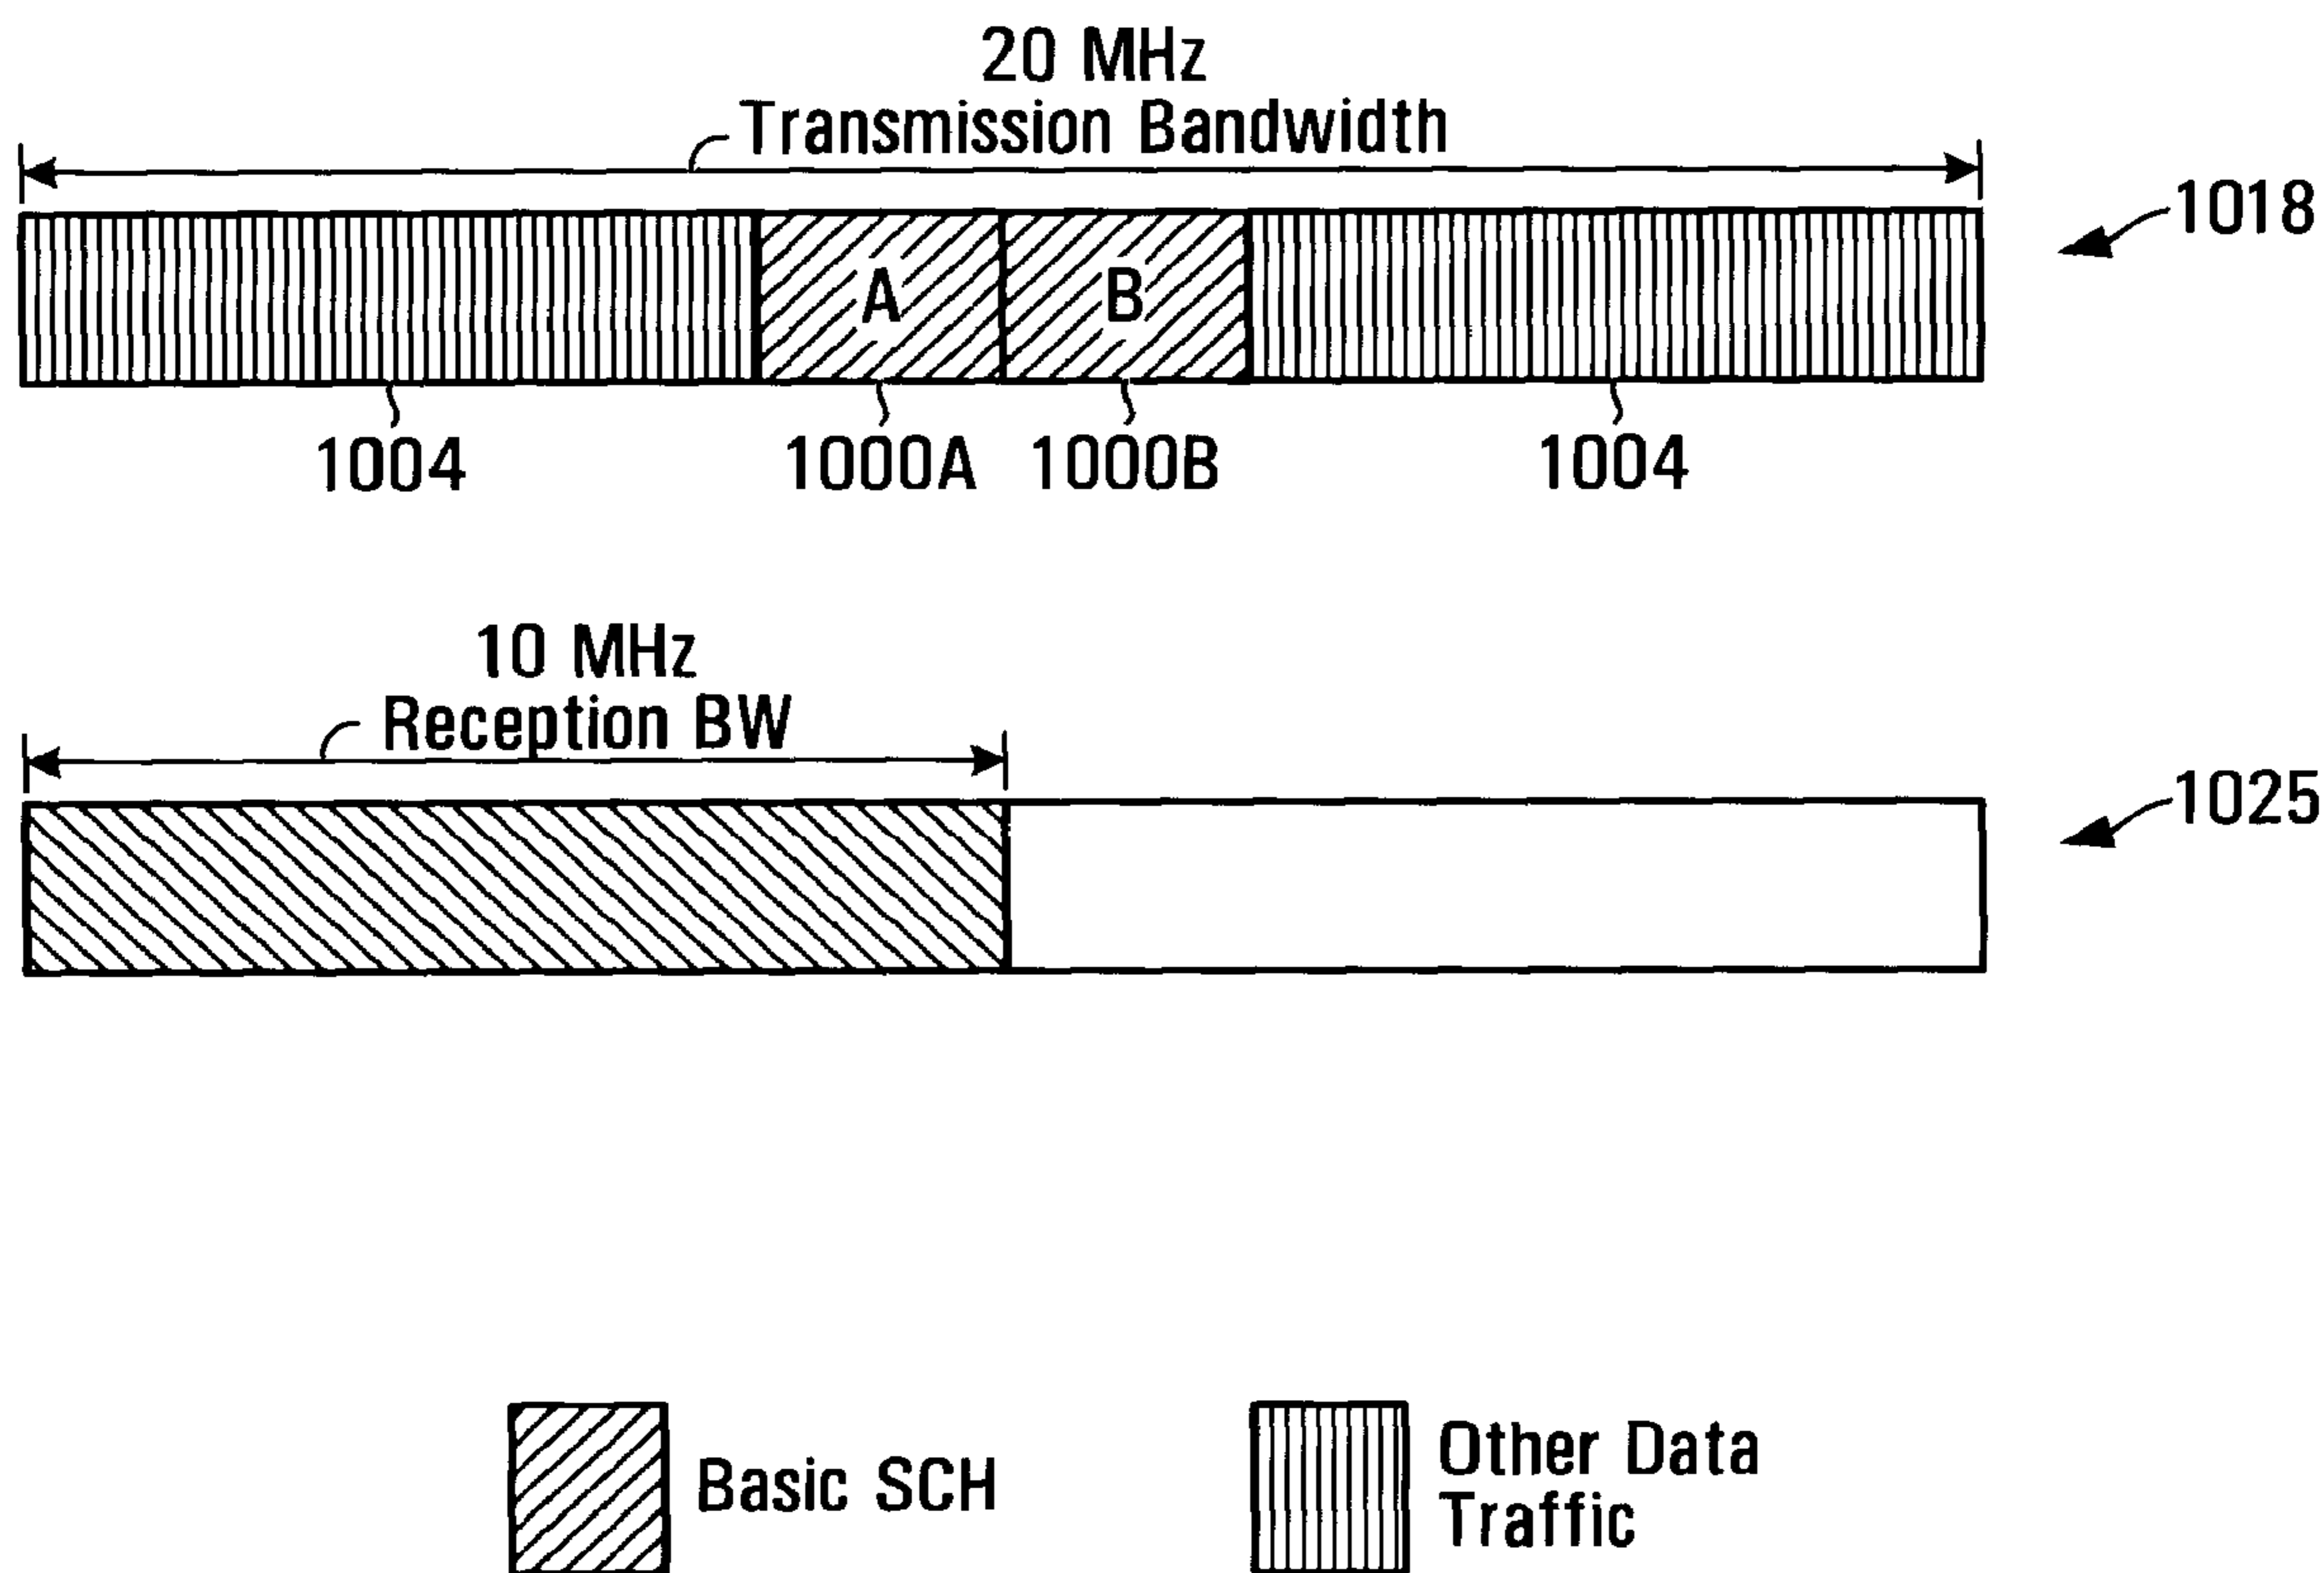 20 MHz
Transmission Bandwidth
1018
A
B
1004
1000A
1000B
1004
10 MHz
Reception BW
1025
Basic SCH
Other Data
Traffic